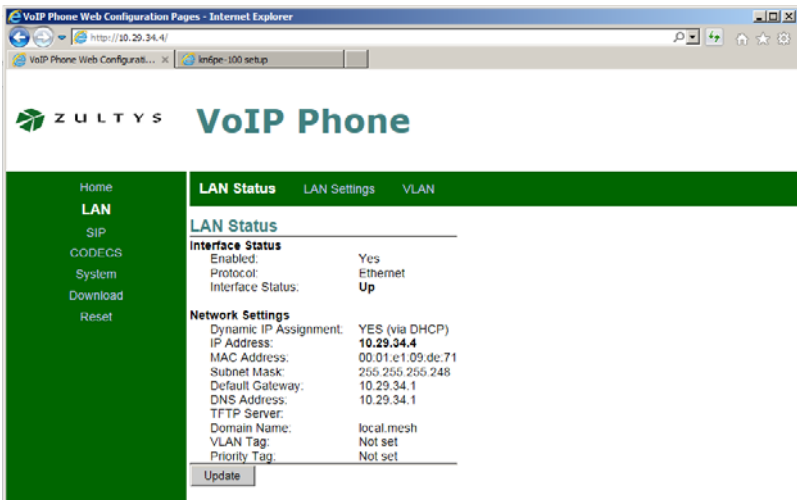 VoIP Phone Web Configuration Pages - Internet Explorer
http://10.29.34.4/
VoIP Phone Web Configurati... × kn6pe-100 setup
ZULTYS VoIP Phone
Home
LAN
SIP
CODECS
System
Download
Reset
LAN Status LAN Settings VLAN
LAN Status
Interface Status
Enabled: Yes
Protocol: Ethernet
Interface Status: Up
Network Settings
Dynamic IP Assignment: YES (via DHCP)
IP Address: 10.29.34.4
MAC Address: 00:01:e1:09:de:71
Subnet Mask: 255.255.255.248
Default Gateway: 10.29.34.1
DNS Address: 10.29.34.1
TFTP Server:
Domain Name: local.mesh
VLAN Tag: Not set
Priority Tag: Not set
Update